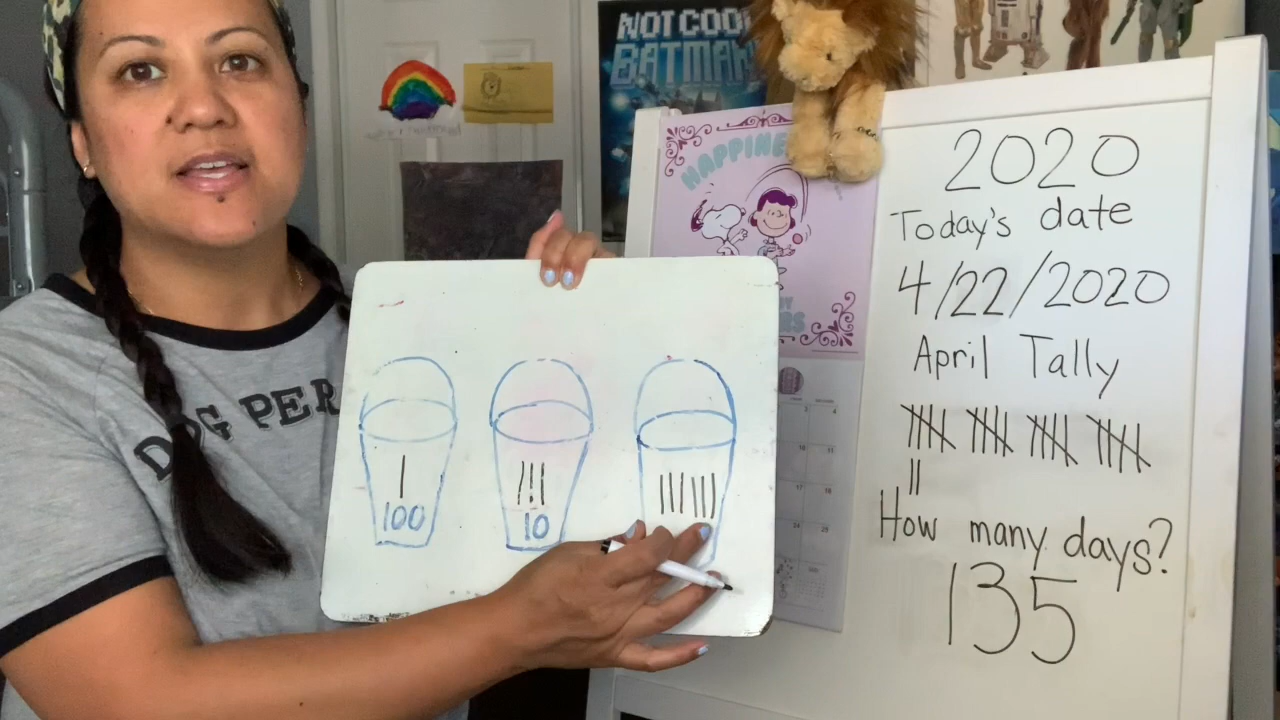 NOT COOL
BATMAN
HAPPINE
DOG PER
100
10
2020
Today's date
4/22/2020
April Tally
How many days?
135